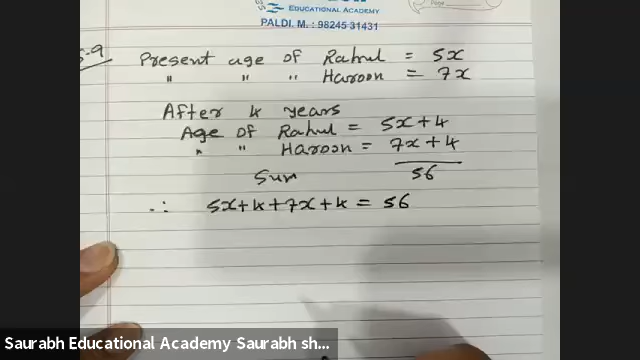 EDUCATIONAL ACADEMY
PALDI. M. : 98245 31431
Present age of Rahul = 5x
" " " Haroon = 7x
After 4 years
Age of Rahul = 5x+4
" " Haroon = 7x+4
Sum 56
∴ 5x+4+7x+4 = 56
Saurabh Educational Academy Saurabh sh...